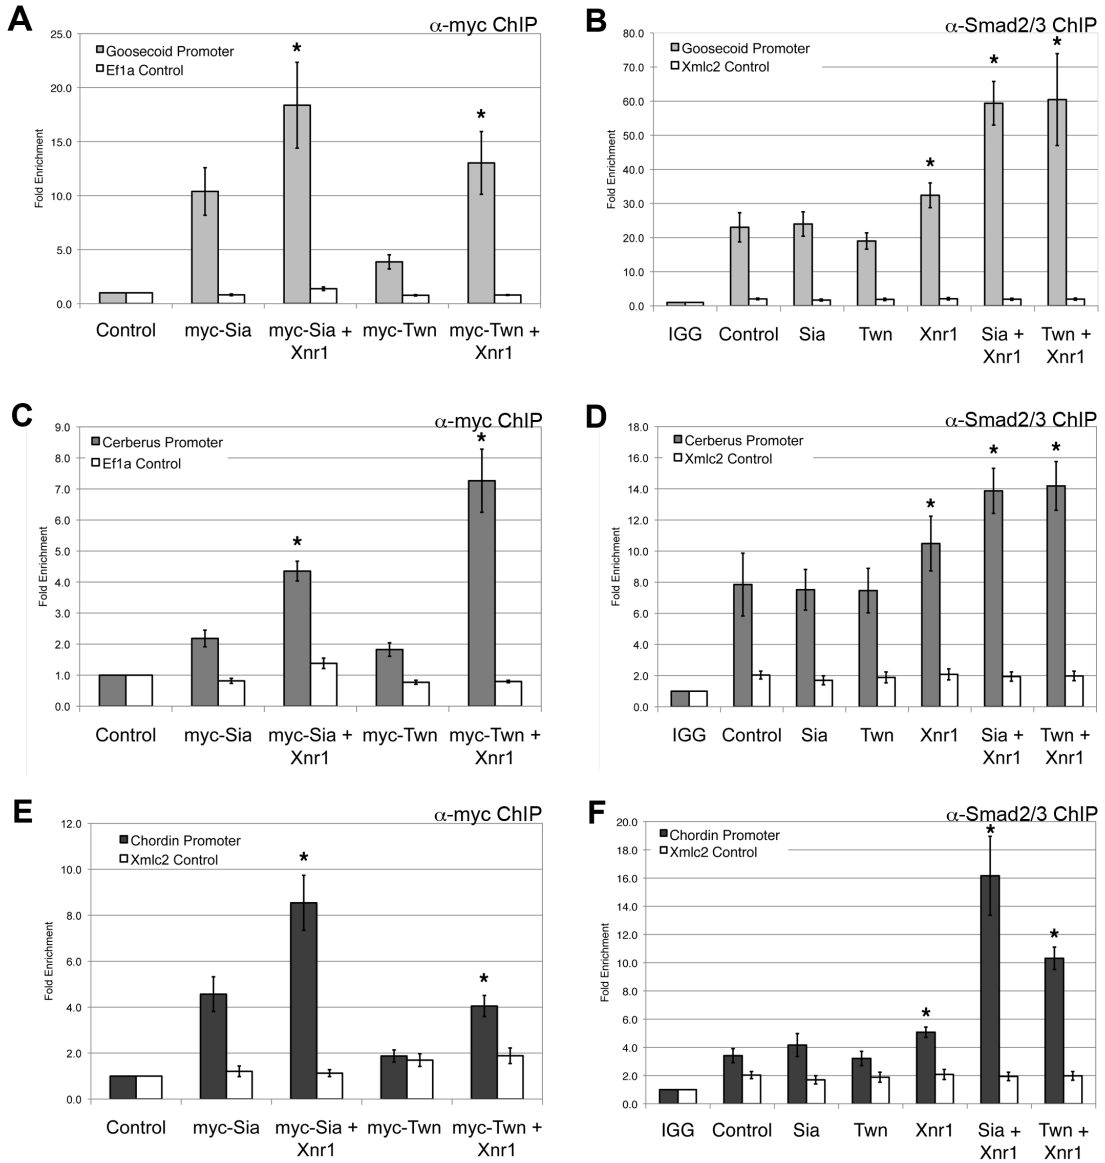 A
α-myc ChIP
Goosecoid Promoter
Ef1a Control
*
*
Fold Enrichment
25.0
20.0
15.0
10.0
5.0
0.0
Control
myc-Sia
myc-Sia +
Xnr1
myc-Twn
myc-Twn +
Xnr1
B
α-Smad2/3 ChIP
Goosecoid Promoter
Xmlc2 Control
*
*
*
Fold Enrichment
80.0
70.0
60.0
50.0
40.0
30.0
20.0
10.0
0.0
IGG
Control
Sia
Twn
Xnr1
Sia +
Xnr1
Twn +
Xnr1
C
α-myc ChIP
Cerberus Promoter
Ef1a Control
*
*
Fold Enrichment
9.0
8.0
7.0
6.0
5.0
4.0
3.0
2.0
1.0
0.0
Control
myc-Sia
myc-Sia +
Xnr1
myc-Twn
myc-Twn +
Xnr1
D
α-Smad2/3 ChIP
Cerberus Promoter
Xmlc2 Control
*
*
*
Fold Enrichment
18.0
16.0
14.0
12.0
10.0
8.0
6.0
4.0
2.0
0.0
IGG
Control
Sia
Twn
Xnr1
Sia +
Xnr1
Twn +
Xnr1
E
α-myc ChIP
Chordin Promoter
Xmlc2 Control
*
*
Fold Enrichment
12.0
10.0
8.0
6.0
4.0
2.0
0.0
Control
myc-Sia
myc-Sia +
Xnr1
myc-Twn
myc-Twn +
Xnr1
F
α-Smad2/3 ChIP
Chordin Promoter
Xmlc2 Control
*
*
*
Fold Enrichment
20.0
18.0
16.0
14.0
12.0
10.0
8.0
6.0
4.0
2.0
0.0
IGG
Control
Sia
Twn
Xnr1
Sia +
Xnr1
Twn +
Xnr1